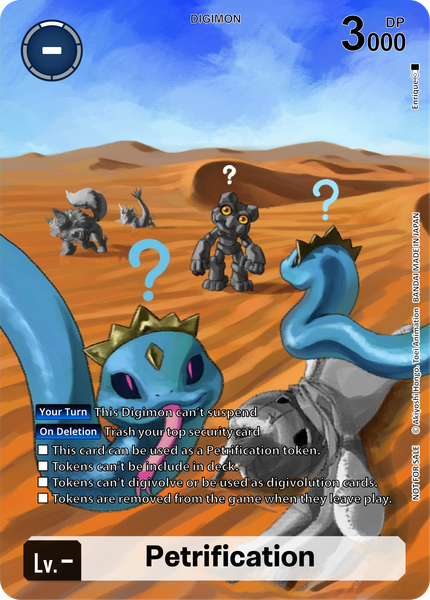 DIGIMON
DP
3000
-
?
?
?
Enrique
Your Turn This Digimon can't suspend
On Deletion Trash your top security card
This card can be used as a Petrification token.
Tokens can't be include in deck.
Tokens can't digivolve or be used as digivolution cards.
Tokens are removed from the game when they leave play.
NOT FOR SALE © Akiyoshi Hongo, Toei Animation BANDAI MADE IN JAPAN
Lv.-
Petrification